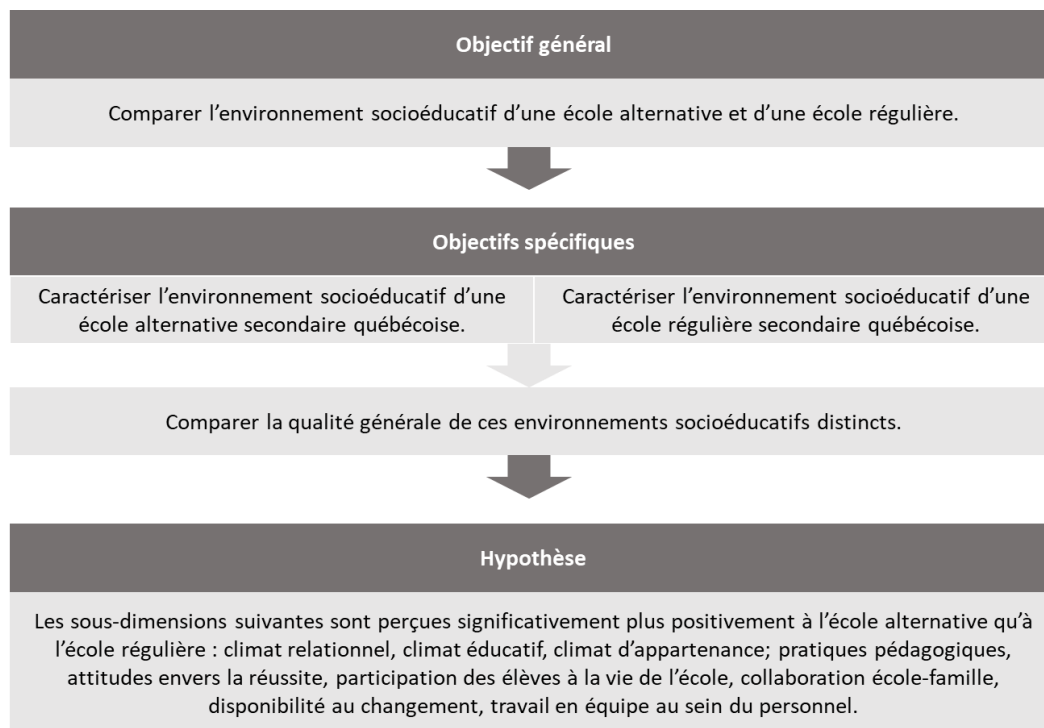 Objectif général
Comparer l’environnement socioéducatif d’une école alternative et d’une école régulière.
Objectifs spécifiques
Caractériser l’environnement socioéducatif d’une
école alternative secondaire québécoise.
Caractériser l’environnement socioéducatif d’une
école régulière secondaire québécoise.
Comparer la qualité générale de ces environnements socioéducatifs distincts.
Hypothèse
Les sous-dimensions suivantes sont perçues significativement plus positivement à l’école alternative qu’à
l’école régulière : climat relationnel, climat éducatif, climat d’appartenance; pratiques pédagogiques,
attitudes envers la réussite, participation des élèves à la vie de l’école, collaboration école-famille,
disponibilité au changement, travail en équipe au sein du personnel.